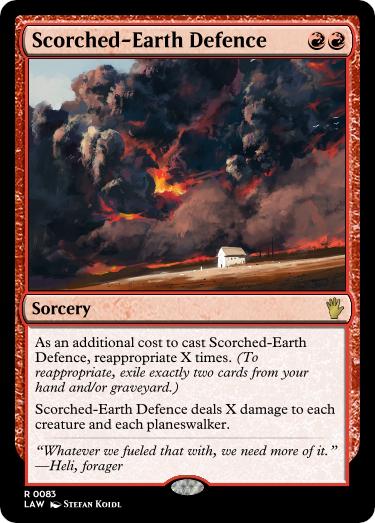 Scorched-Earth Defence
Sorcery
As an additional cost to cast Scorched-Earth
Defence, reappropriate X times. (To
reappropriate, exile exactly two cards from your
hand and/or graveyard.)
Scorched-Earth Defence deals X damage to each
creature and each planeswalker.
“Whatever we fueled that with, we need more of it.”
—Heli, forager
R 0083
LAW Stefan Koidl